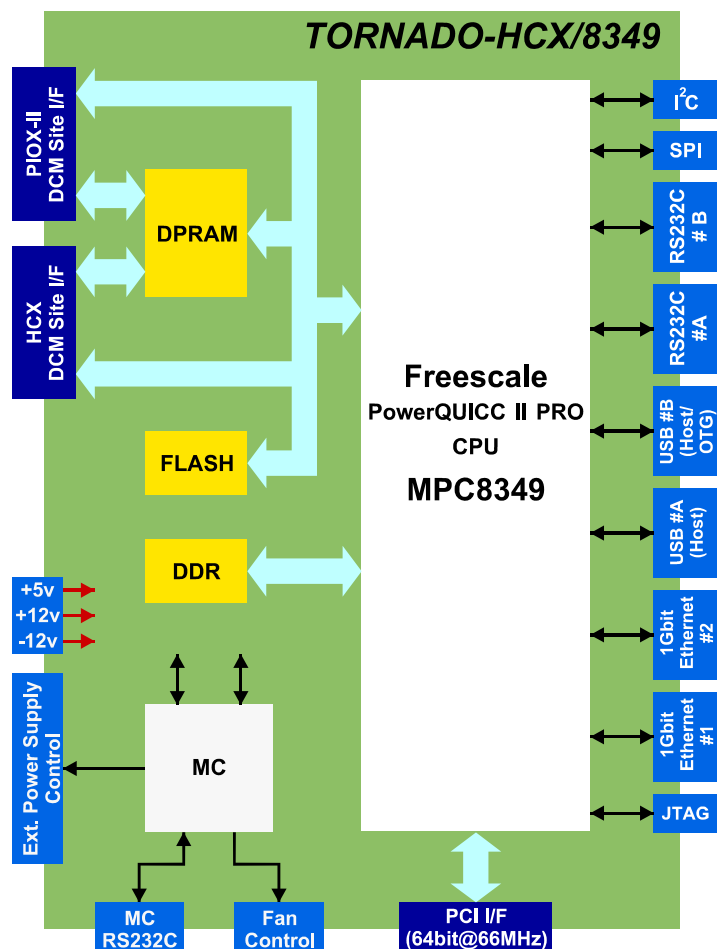 TORNADO-HCX/8349
PIOX-II
DCM Site I/F
HCX
DCM Site I/F
DPRAM
FLASH
DDR
+5v
+12v
-12v
Ext. Power Supply
Control
MC
MC
RS232C
Fan
Control
Freescale
PowerQUICC II PRO
CPU
MPC8349
PCI I/F
(64bit@66MHz)
I²C
SPI
RS232C
# B
RS232C
#A
USB #B
(Host/
OTG)
USB #A
(Host)
1Gbit
Ethernet
#2
1Gbit
Ethernet
#1
JTAG